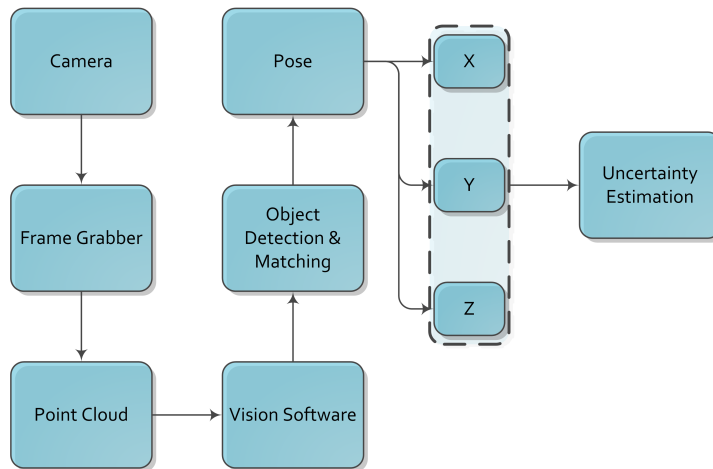 Camera
Frame Grabber
Point Cloud
Vision Software
Object
Detection &
Matching
Pose
X
Y
Z
Uncertainty
Estimation